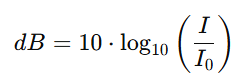 dB = 10 · log₁₀ (I / I₀)